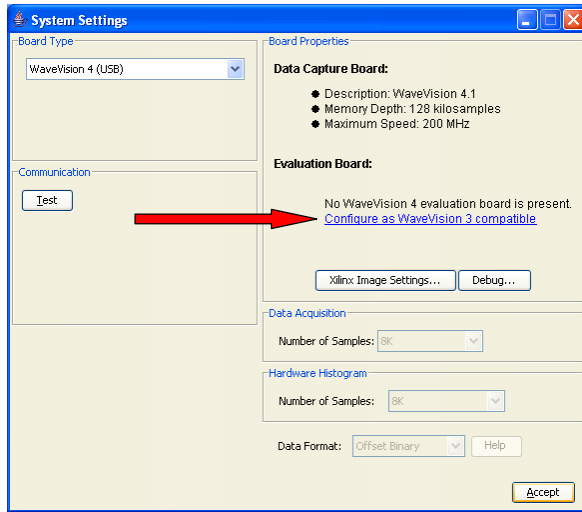 System Settings
Board Type
WaveVision 4 (USB)
Communication
Test
Board Properties
Data Capture Board:
Description: WaveVision 4.1
Memory Depth: 128 kilosamples
Maximum Speed: 200 MHz
Evaluation Board:
No WaveVision 4 evaluation board is present.
Configure as WaveVision 3 compatible
Xilinx Image Settings... Debug...
Data Acquisition
Number of Samples: 8K
Hardware Histogram
Number of Samples: 8K
Data Format: Offset Binary Help
Accept